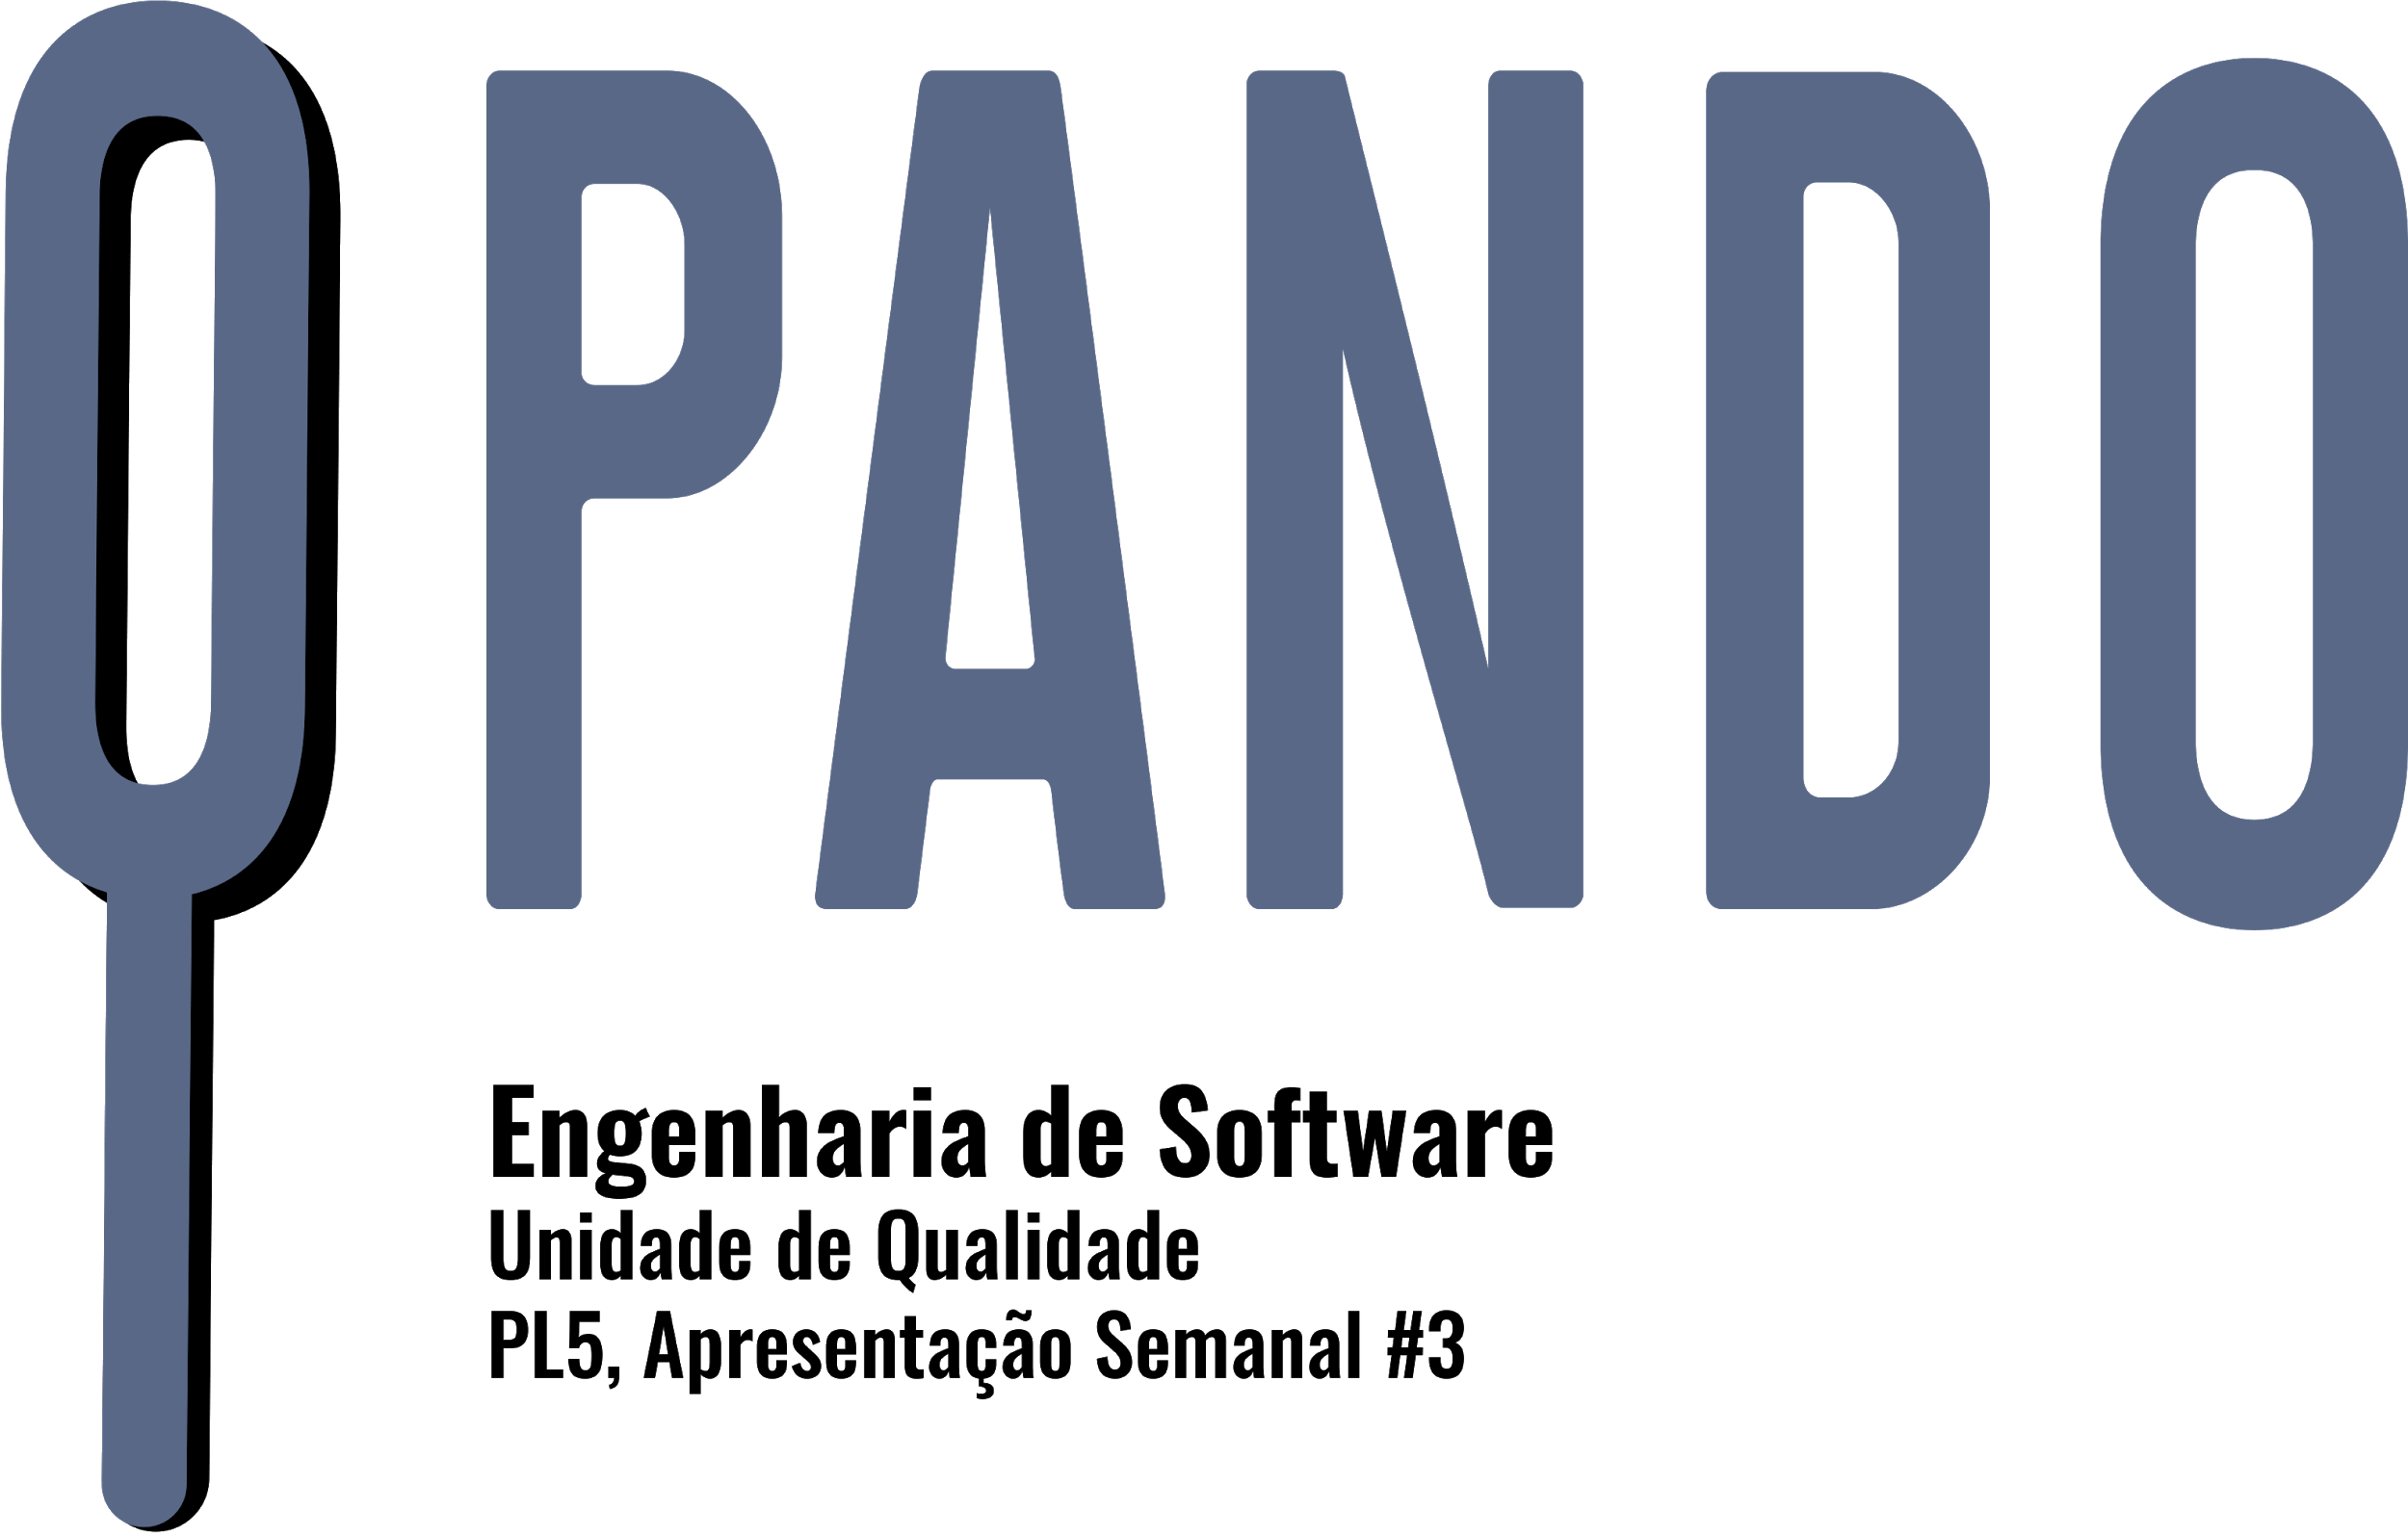 PANDO
Engenharia de Software
Unidade de Qualidade
PL5, Apresentação Semanal #3